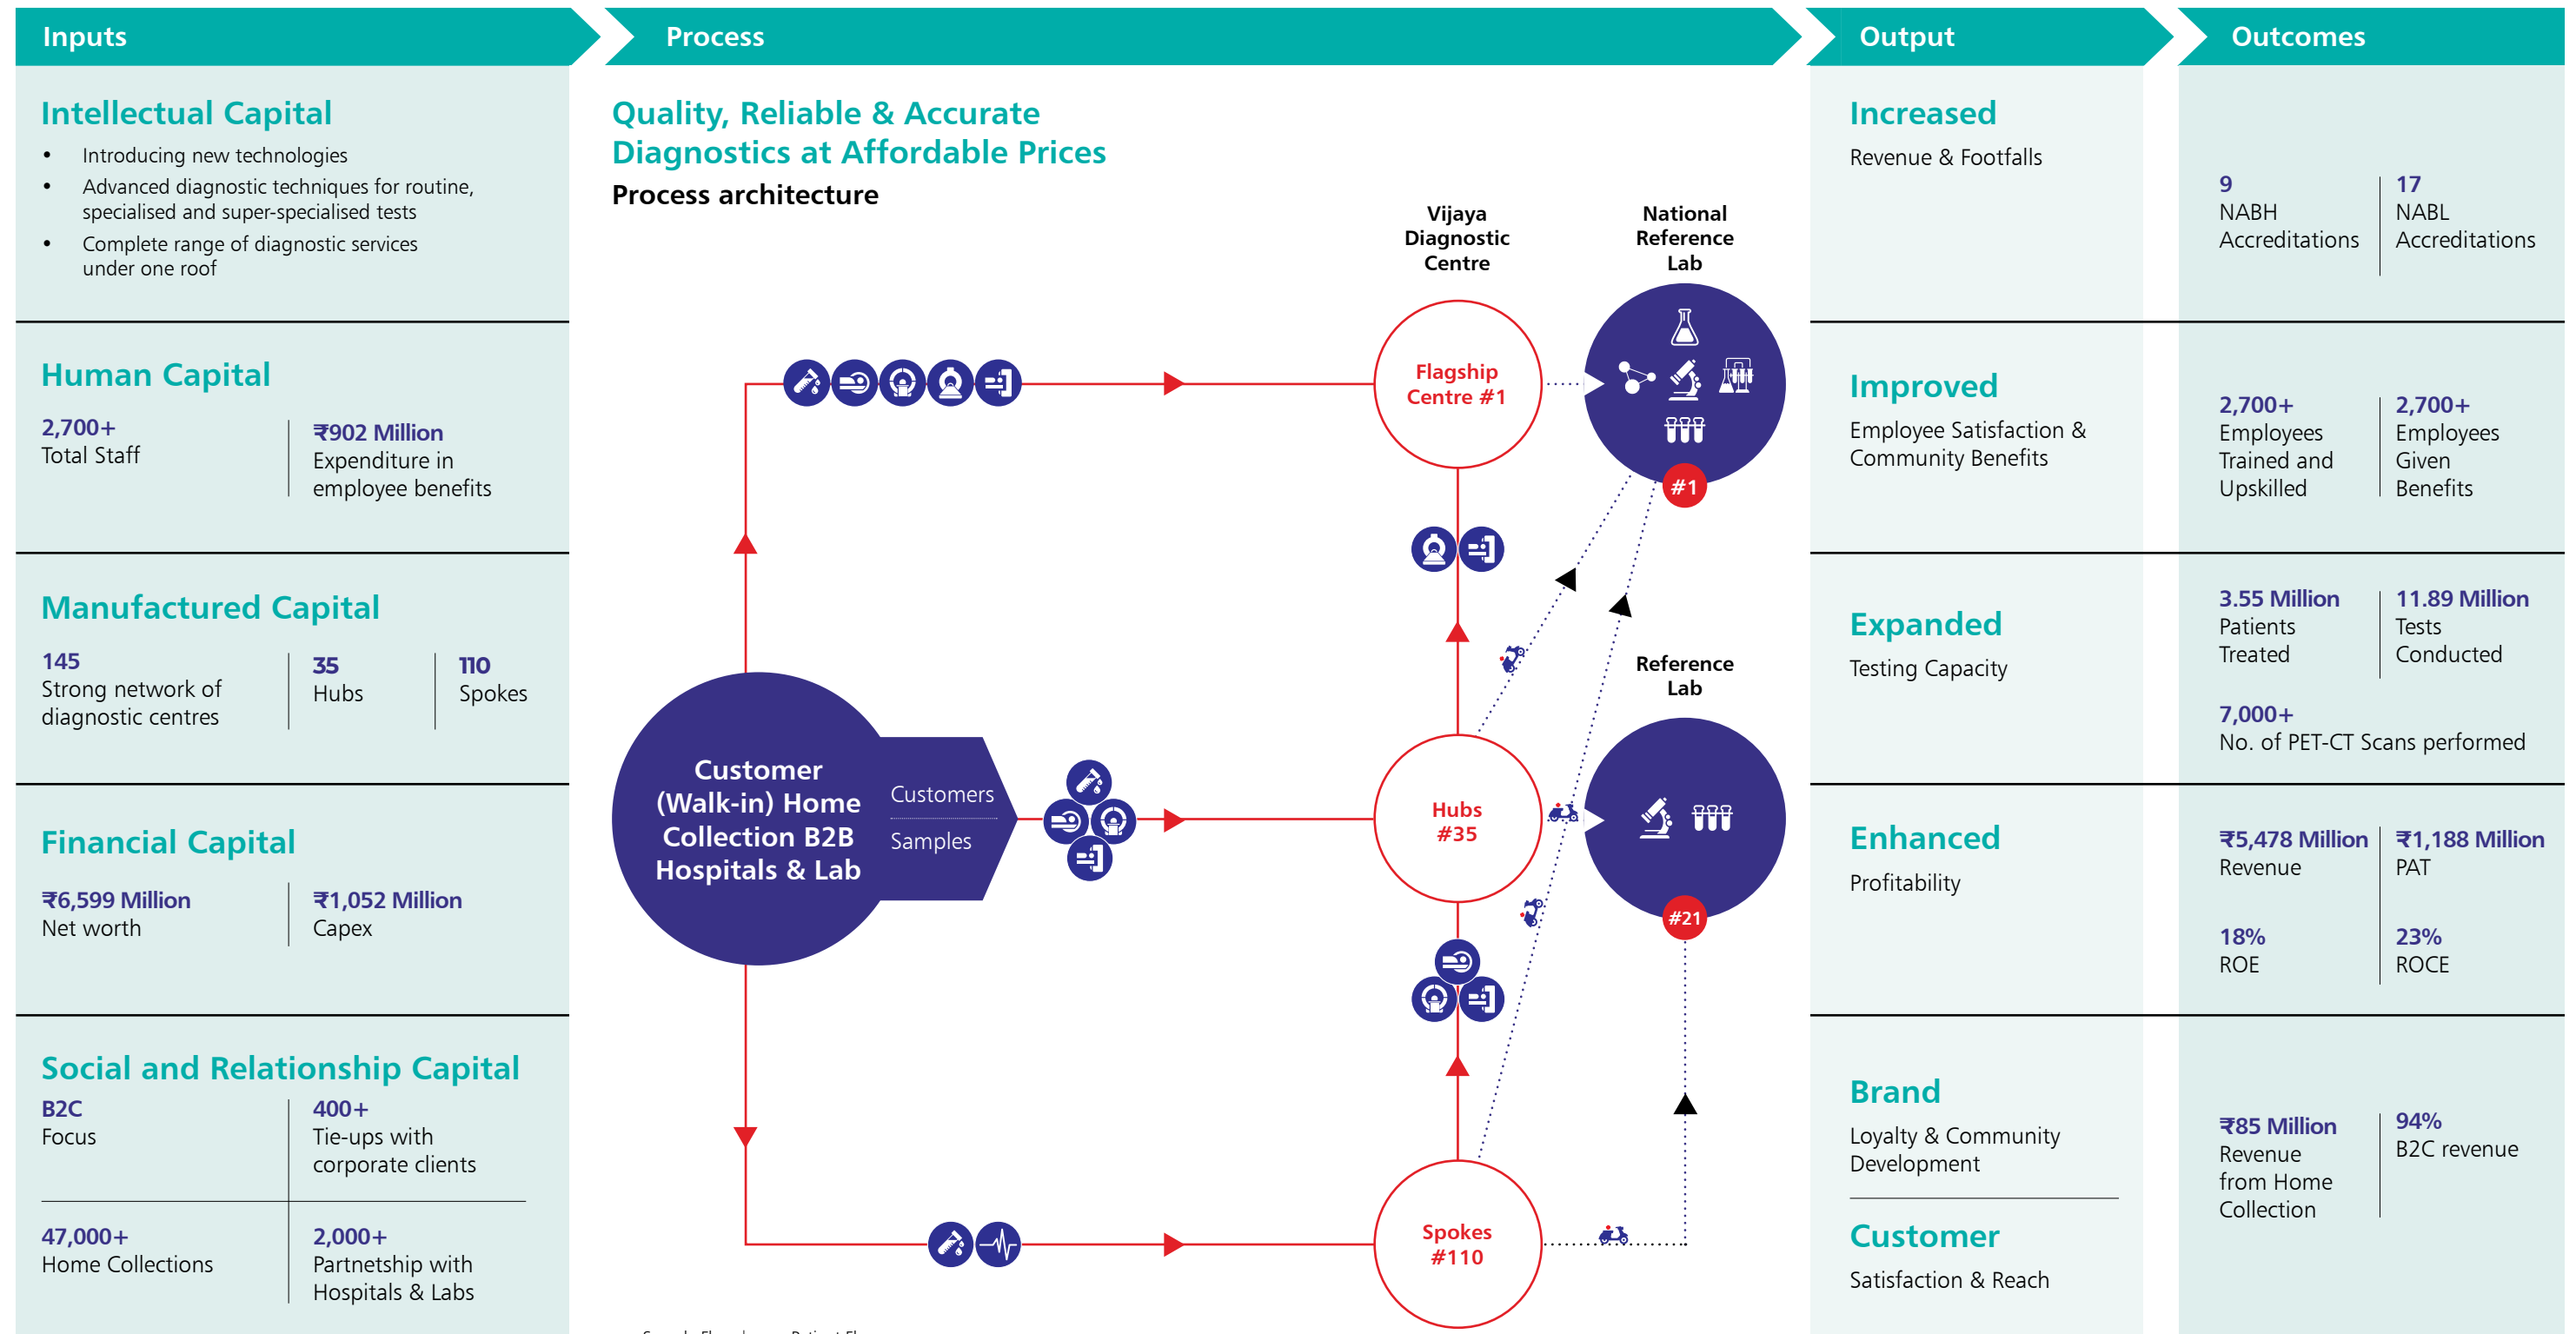 Inputs
Process
Output
Outcomes
Intellectual Capital
• Introducing new technologies
• Advanced diagnostic techniques for routine,
specialised and super-specialised tests
• Complete range of diagnostic services
under one roof
Human Capital
2,700+
Total Staff
₹902 Million
Expenditure in
employee benefits
Manufactured Capital
145
Strong network of
diagnostic centres
35
Hubs
110
Spokes
Financial Capital
₹6,599 Million
Net worth
₹1,052 Million
Capex
Social and Relationship Capital
B2C
Focus
400+
Tie-ups with
corporate clients
47,000+
Home Collections
2,000+
Partnetship with
Hospitals & Labs
Quality, Reliable & Accurate
Diagnostics at Affordable Prices
Process architecture
Vijaya
Diagnostic
Centre
National
Reference
Lab
Flagship
Centre #1
#1
Reference
Lab
Customer
(Walk-in) Home
Collection B2B
Hospitals & Lab
Customers
Samples
Hubs
#35
#21
Spokes
#110
Increased
Revenue & Footfalls
Improved
Employee Satisfaction &
Community Benefits
Expanded
Testing Capacity
Enhanced
Profitability
Brand
Loyalty & Community
Development
Customer
Satisfaction & Reach
9
NABH
Accreditations
17
NABL
Accreditations
2,700+
Employees
Trained and
Upskilled
2,700+
Employees
Given
Benefits
3.55 Million
Patients
Treated
11.89 Million
Tests
Conducted
7,000+
No. of PET-CT Scans performed
₹5,478 Million
Revenue
₹1,188 Million
PAT
18%
ROE
23%
ROCE
₹85 Million
Revenue
from Home
Collection
94%
B2C revenue